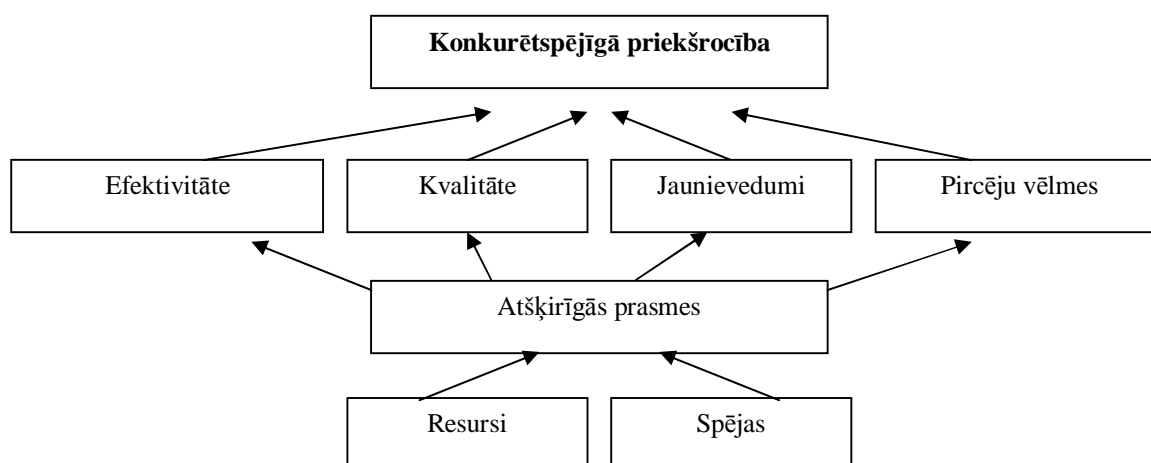 Konkurētspējīgā priekšrocība
Efektivitāte
Kvalitāte
Jaunievedumi
Pircēju vēlmes
Atšķirīgās prasmes
Resursi
Spējas